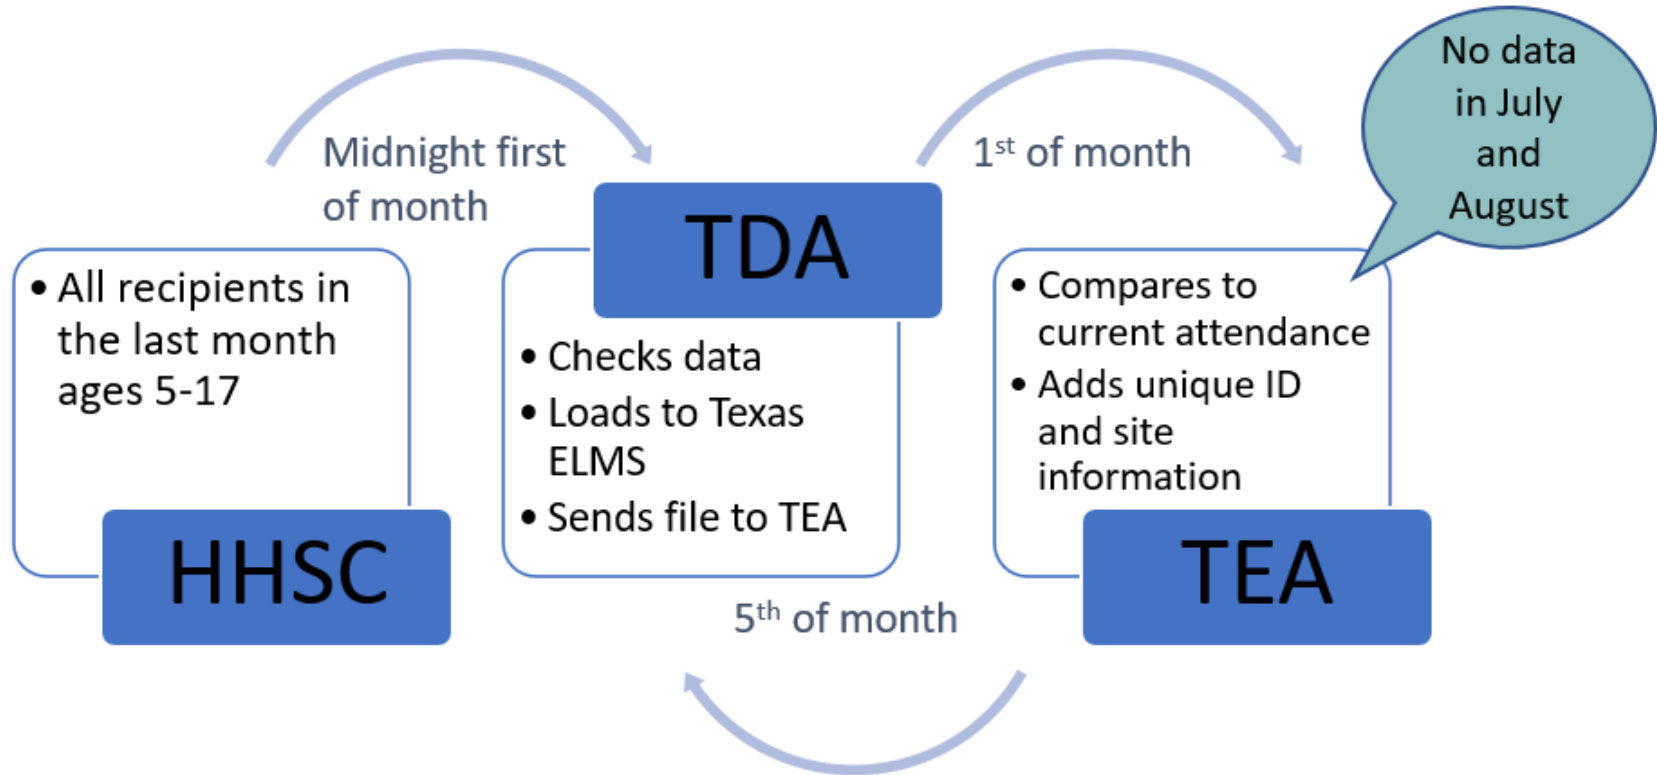 Midnight first
of month
• All recipients in
the last month
ages 5-17
HHSC
TDA
• Checks data
• Loads to Texas
ELMS
• Sends file to TEA
1st of month
No data
in July
and
August
• Compares to
current attendance
• Adds unique ID
and site
information
TEA
5th of month